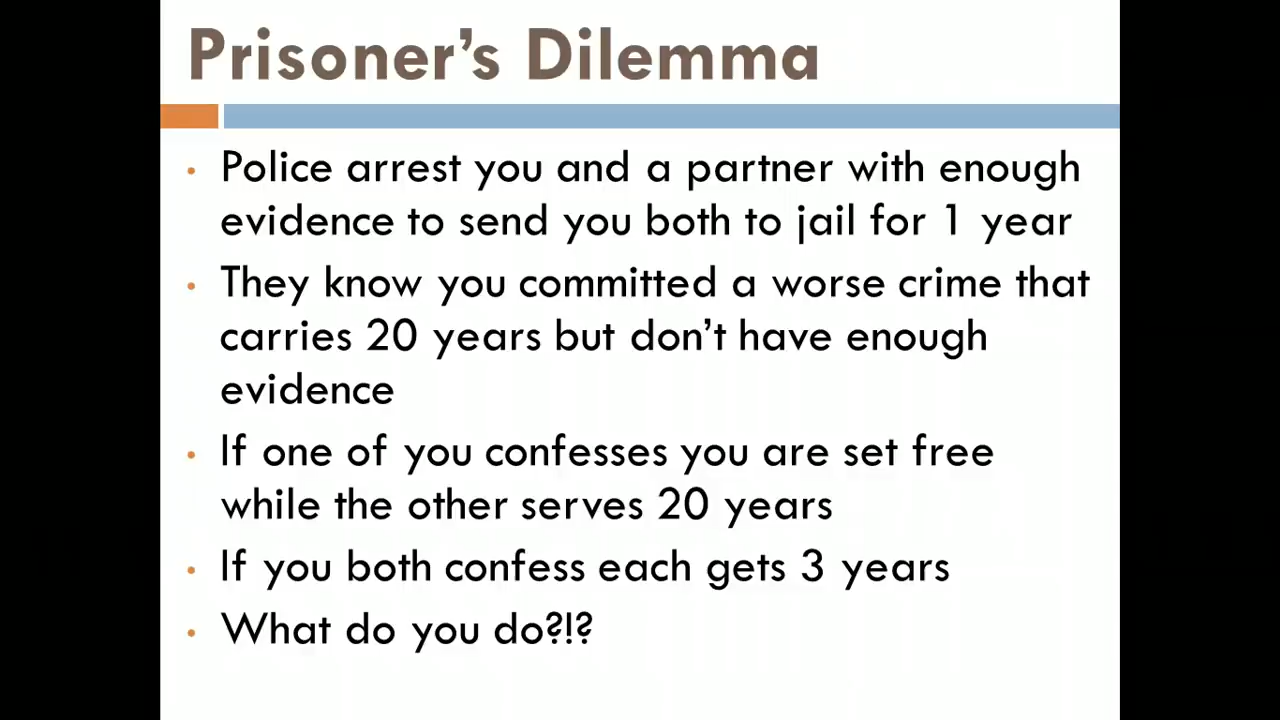 Prisoner’s Dilemma
• Police arrest you and a partner with enough
evidence to send you both to jail for 1 year
• They know you committed a worse crime that
carries 20 years but don’t have enough
evidence
• If one of you confesses you are set free
while the other serves 20 years
• If you both confess each gets 3 years
• What do you do?!?